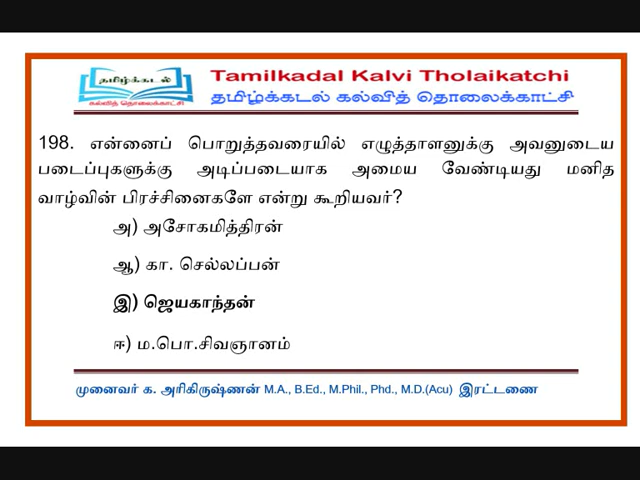 தமிழ்க்கடல்
கல்வித் தொலைக்காட்சி
Tamilkadal Kalvi Tholaikatchi
தமிழ்க்கடல் கல்வித் தொலைக்காட்சி
198. என்னைப் பொறுத்தவரையில் எழுத்தாளனுக்கு அவனுடைய
படைப்புகளுக்கு அடிப்படையாக அமைய வேண்டியது மனித
வாழ்வின் பிரச்சினைகளே என்று கூறியவர்?
அ) அசோகமித்திரன்
ஆ) கா. செல்லப்பன்
இ) ஜெயகாந்தன்
ஈ) ம.பொ.சிவஞானம்
முனைவர் க. அரிகிருஷ்ணன் M.A., B.Ed., M.Phil., Phd., M.D.(Acu) இரட்டணை